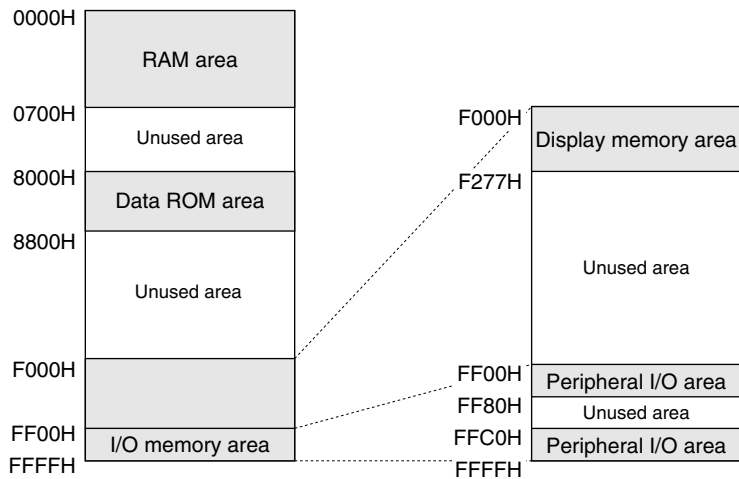 0000H
RAM area
0700H
Unused area
8000H
Data ROM area
8800H
Unused area
F000H
FF00H
I/O memory area
FFFFH
F000H
Display memory area
F277H
Unused area
FF00H
Peripheral I/O area
FF80H
Unused area
FFC0H
Peripheral I/O area
FFFFH